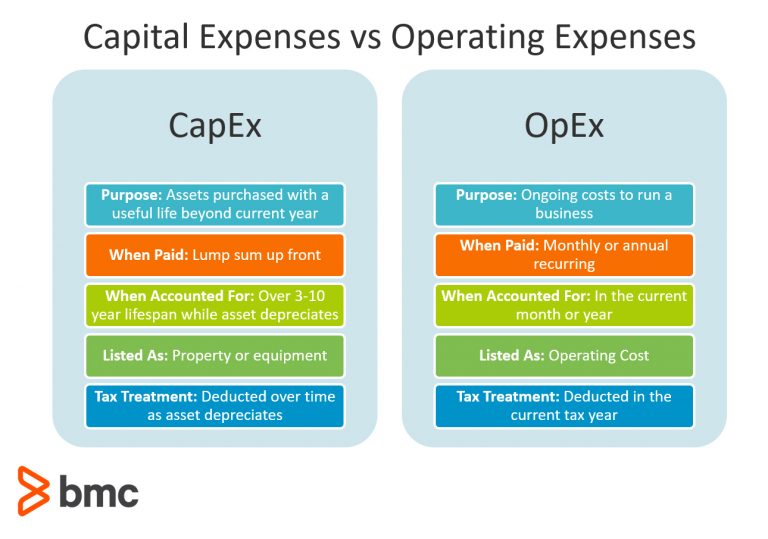 Capital Expenses vs Operating Expenses
CapEx
Purpose: Assets purchased with a
useful life beyond current year
When Paid: Lump sum up front
When Accounted For: Over 3-10
year lifespan while asset depreciates
Listed As: Property or equipment
Tax Treatment: Deducted over time
as asset depreciates
OpEx
Purpose: Ongoing costs to run a
business
When Paid: Monthly or annual
recurring
When Accounted For: In the current
month or year
Listed As: Operating Cost
Tax Treatment: Deducted in the
current tax year
bmc